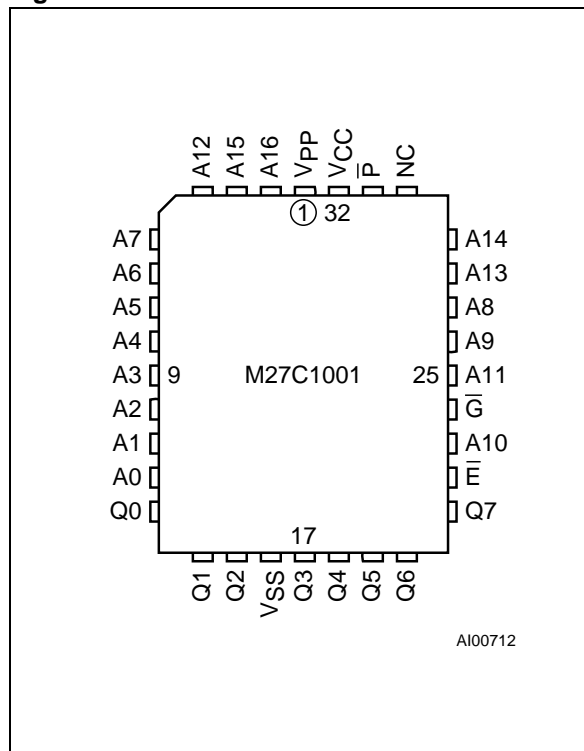 A12 A15 A16 VPP VCC P̅ NC
① 32
A7 A14
A6 A13
A5 A8
A4 A9
A3 9 M27C1001 25 A11
A2 G̅
A1 A10
A0 E̅
Q0 Q7
17
Q1 Q2 VSS Q3 Q4 Q5 Q6
AI00712